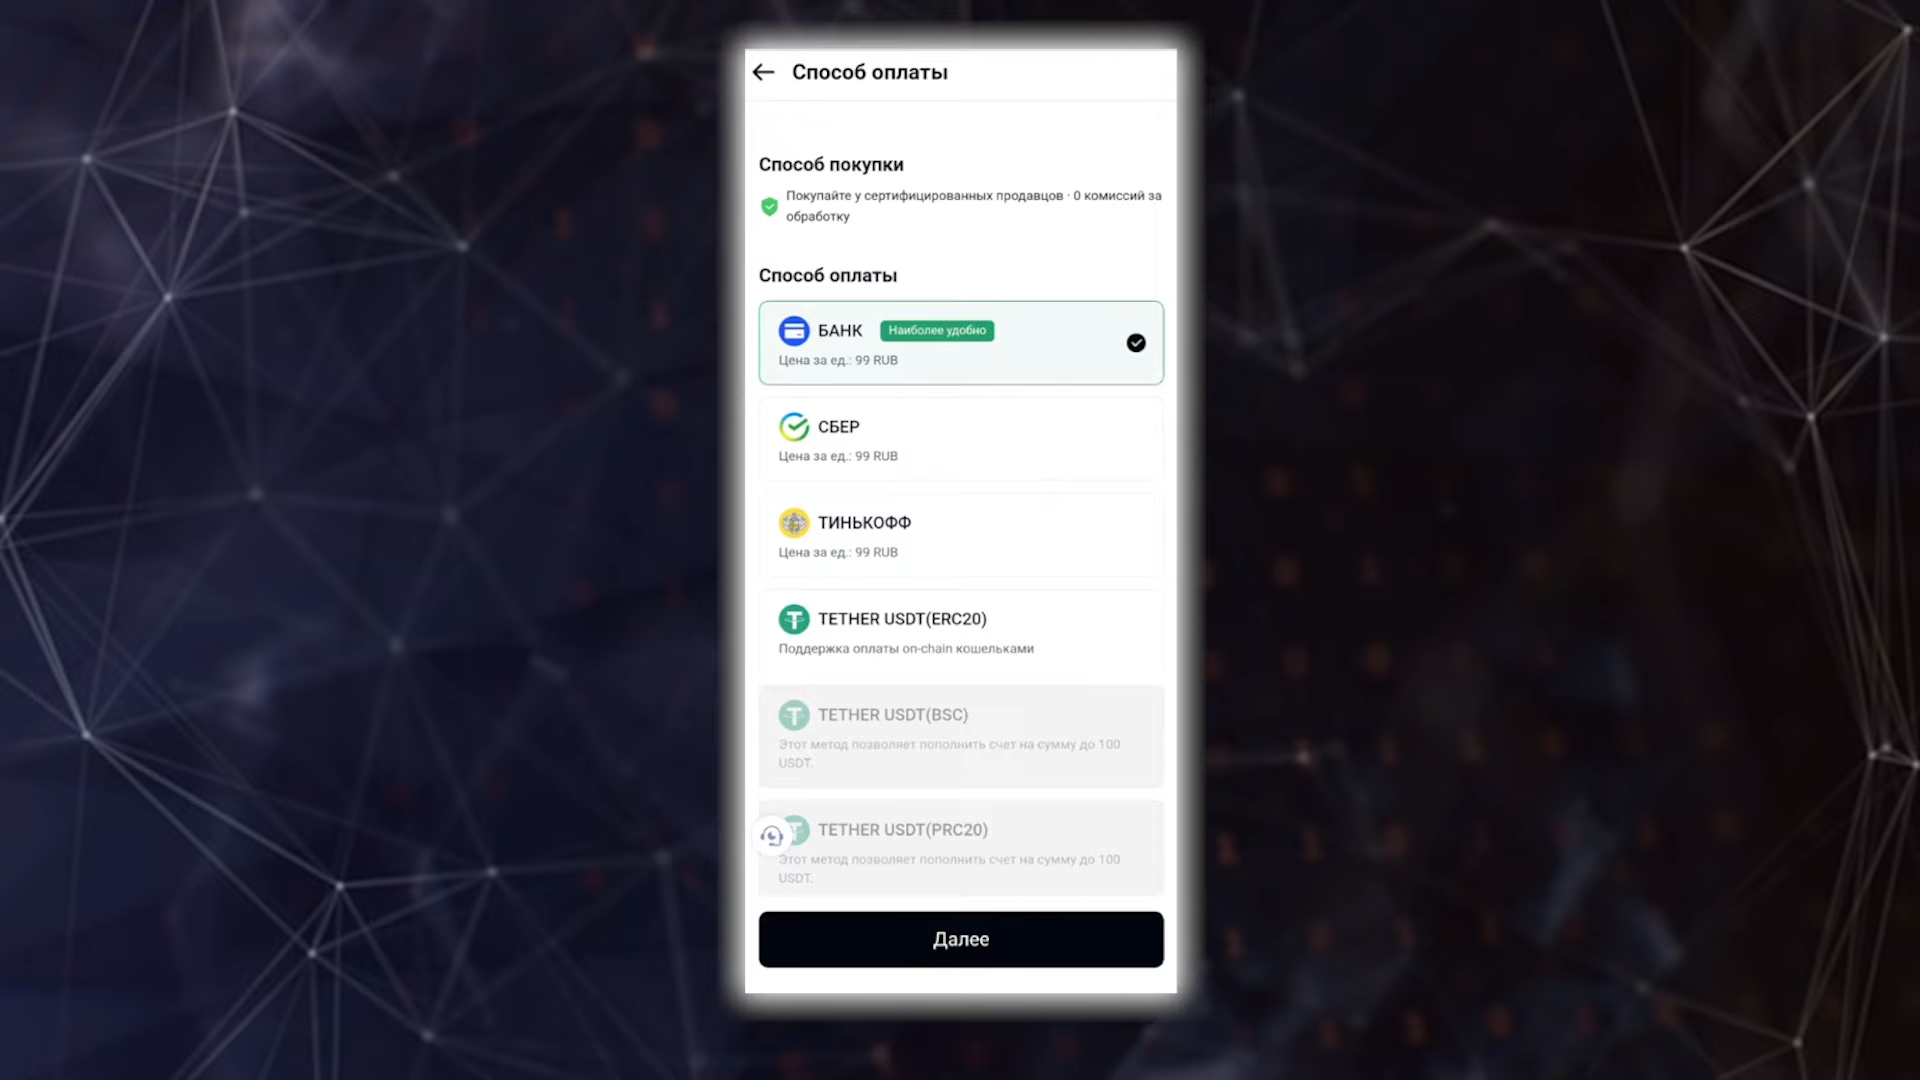 Способ оплаты
Способ покупки
Покупайте у сертифицированных продавцов · 0 комиссий за
обработку
Способ оплаты
БАНК Наиболее удобно
Цена за ед.: 99 RUB
СБЕР
Цена за ед.: 99 RUB
ТИНЬКОФФ
Цена за ед.: 99 RUB
TETHER USDT(ERC20)
Поддержка оплаты on-chain кошельками
TETHER USDT(BSC)
Этот метод позволяет пополнить счет на сумму до 100
USDT.
TETHER USDT(PRC20)
Этот метод позволяет пополнить счет на сумму до 100
USDT.
Далее